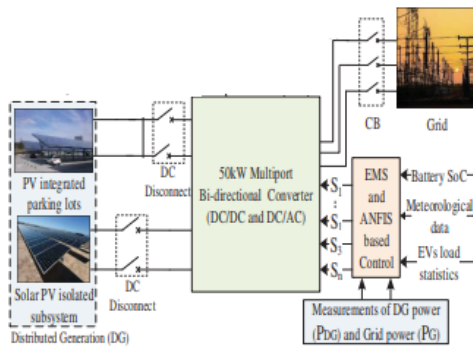 PV integrated
parking lots
Solar PV isolated
subsystem
Distributed Generation (DG)
DC
Disconnect
DC
Disconnect
50kW Multiport
Bi-directional Converter
(DC/DC and DC/AC)
CB
Grid
S1
S1
S3
Sn
EMS and
ANFIS
based
Control
Battery SoC
Meteorological
data
EVs load
statistics
Measurements of DG power
(PDG) and Grid power (PG)